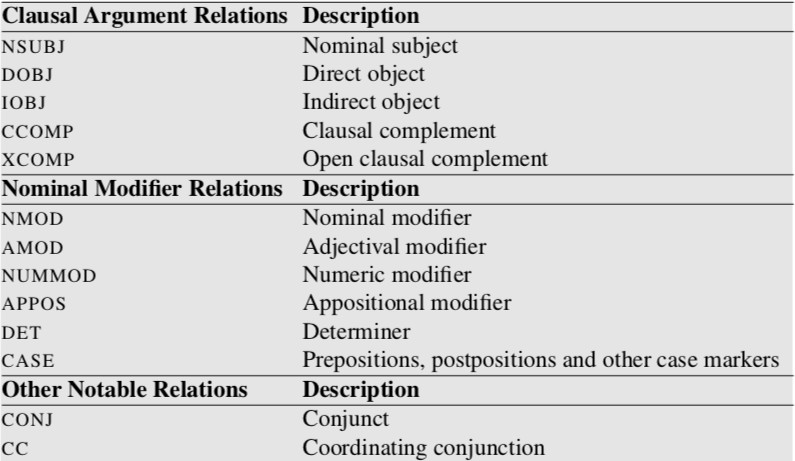 Clausal Argument Relations Description
NSUBJ Nominal subject
DOBJ Direct object
IOBJ Indirect object
CCOMP Clausal complement
XCOMP Open clausal complement
Nominal Modifier Relations Description
NMOD Nominal modifier
AMOD Adjectival modifier
NUMMOD Numeric modifier
APPOS Appositional modifier
DET Determiner
CASE Prepositions, postpositions and other case markers
Other Notable Relations Description
CONJ Conjunct
CC Coordinating conjunction